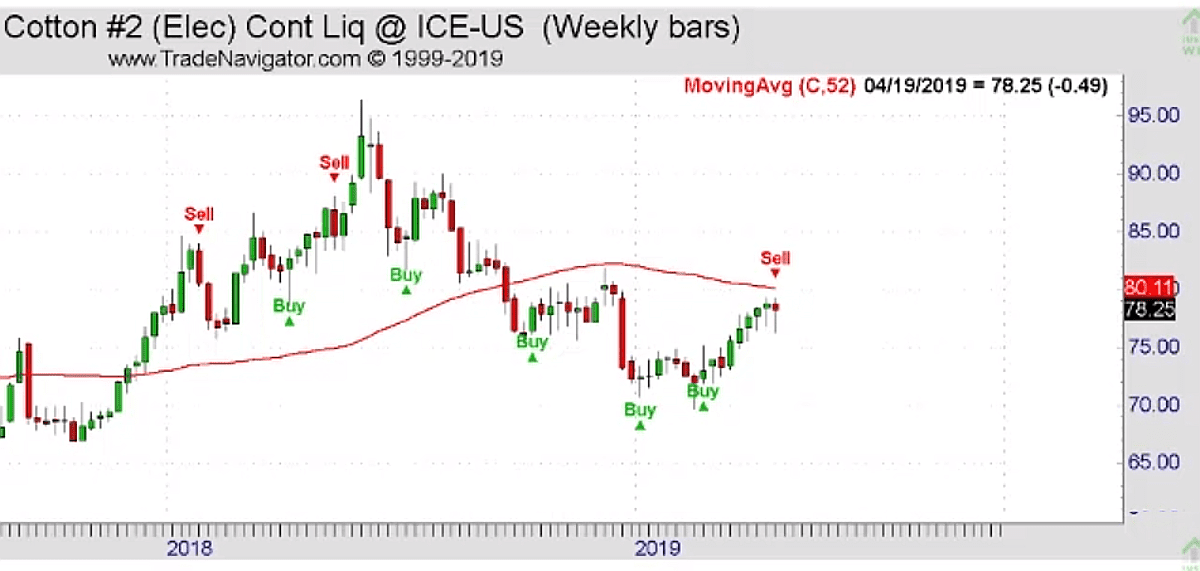 Cotton #2 (Elec) Cont Liq @ ICE-US (Weekly bars)
www.TradeNavigator.com © 1999-2019
MovingAvg (C,52) 04/19/2019 = 78.25 (-0.49)
95.00
90.00
Sell
Sell
85.00
Sell
Buy
80.11
Buy
78.25
Buy
75.00
Buy
Buy
70.00
65.00
2018
2019